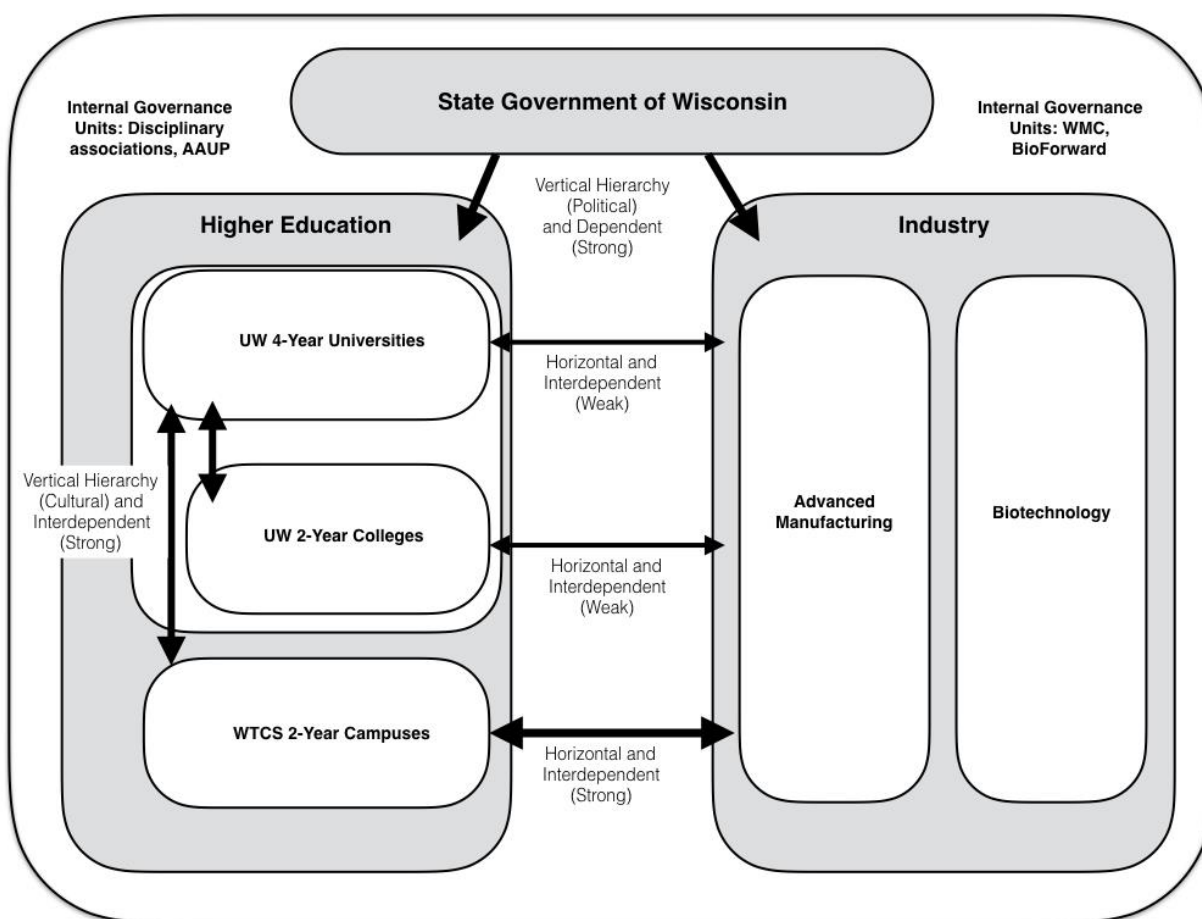 State Government of Wisconsin
Internal Governance
Units: Disciplinary
associations, AAUP
Internal Governance
Units: WMC,
BioForward
Vertical Hierarchy
(Political)
and Dependent
(Strong)
Higher Education
Industry
UW 4-Year Universities
Horizontal and
Interdependent
(Weak)
Vertical Hierarchy
(Cultural) and
Interdependent
(Strong)
UW 2-Year Colleges
Horizontal and
Interdependent
(Weak)
Advanced
Manufacturing
Biotechnology
WTCS 2-Year Campuses
Horizontal and
Interdependent
(Strong)